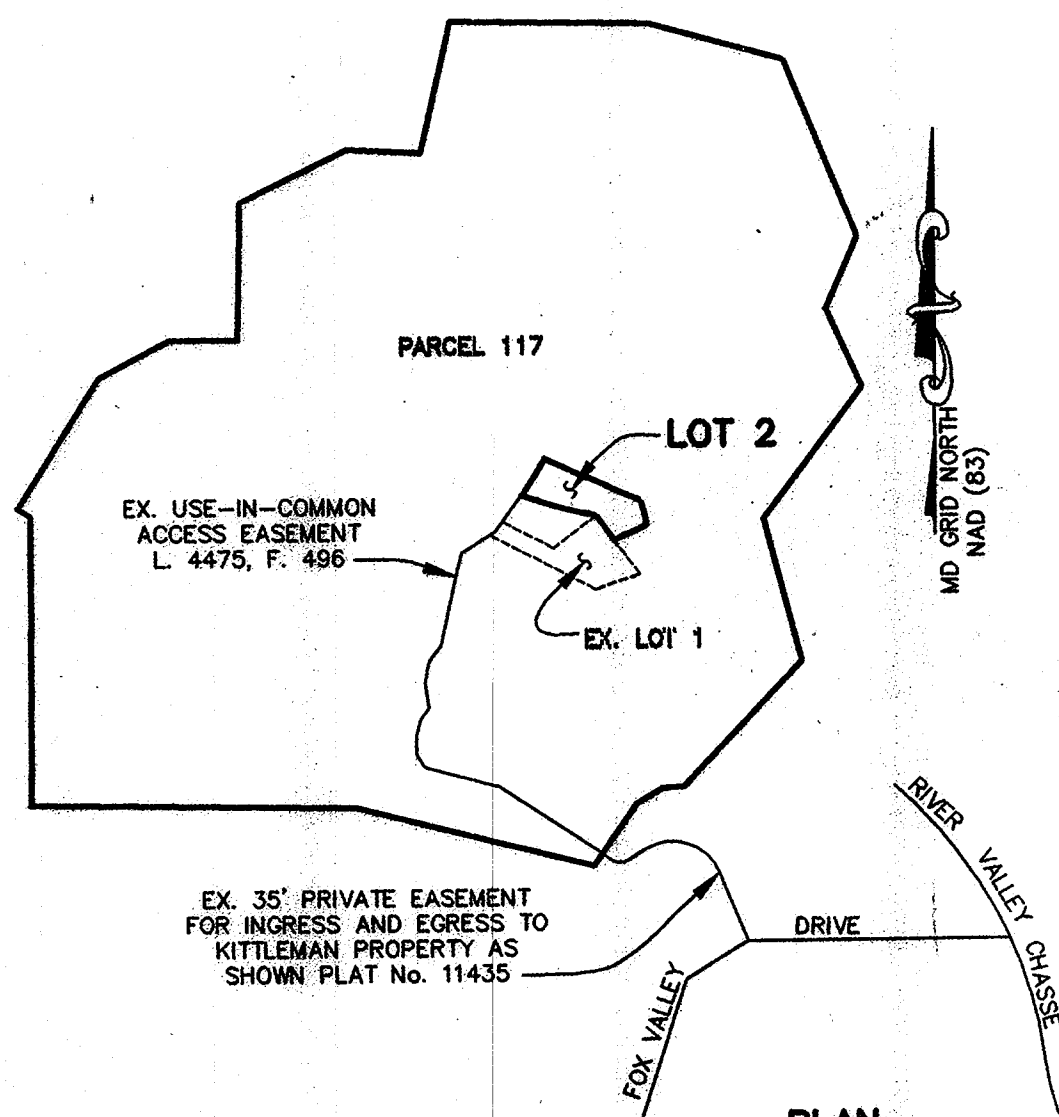 PARCEL 117
LOT 2
EX. USE-IN-COMMON
ACCESS EASEMENT
L. 4475, F. 496
EX. LOT 1
MD GRID NORTH
NAD (83)
EX. 35' PRIVATE EASEMENT
FOR INGRESS AND EGRESS TO
KITTLEMAN PROPERTY AS
SHOWN PLAT No. 11435
RIVER VALLEY CHASSE
DRIVE
FOX VALLEY
PLAN